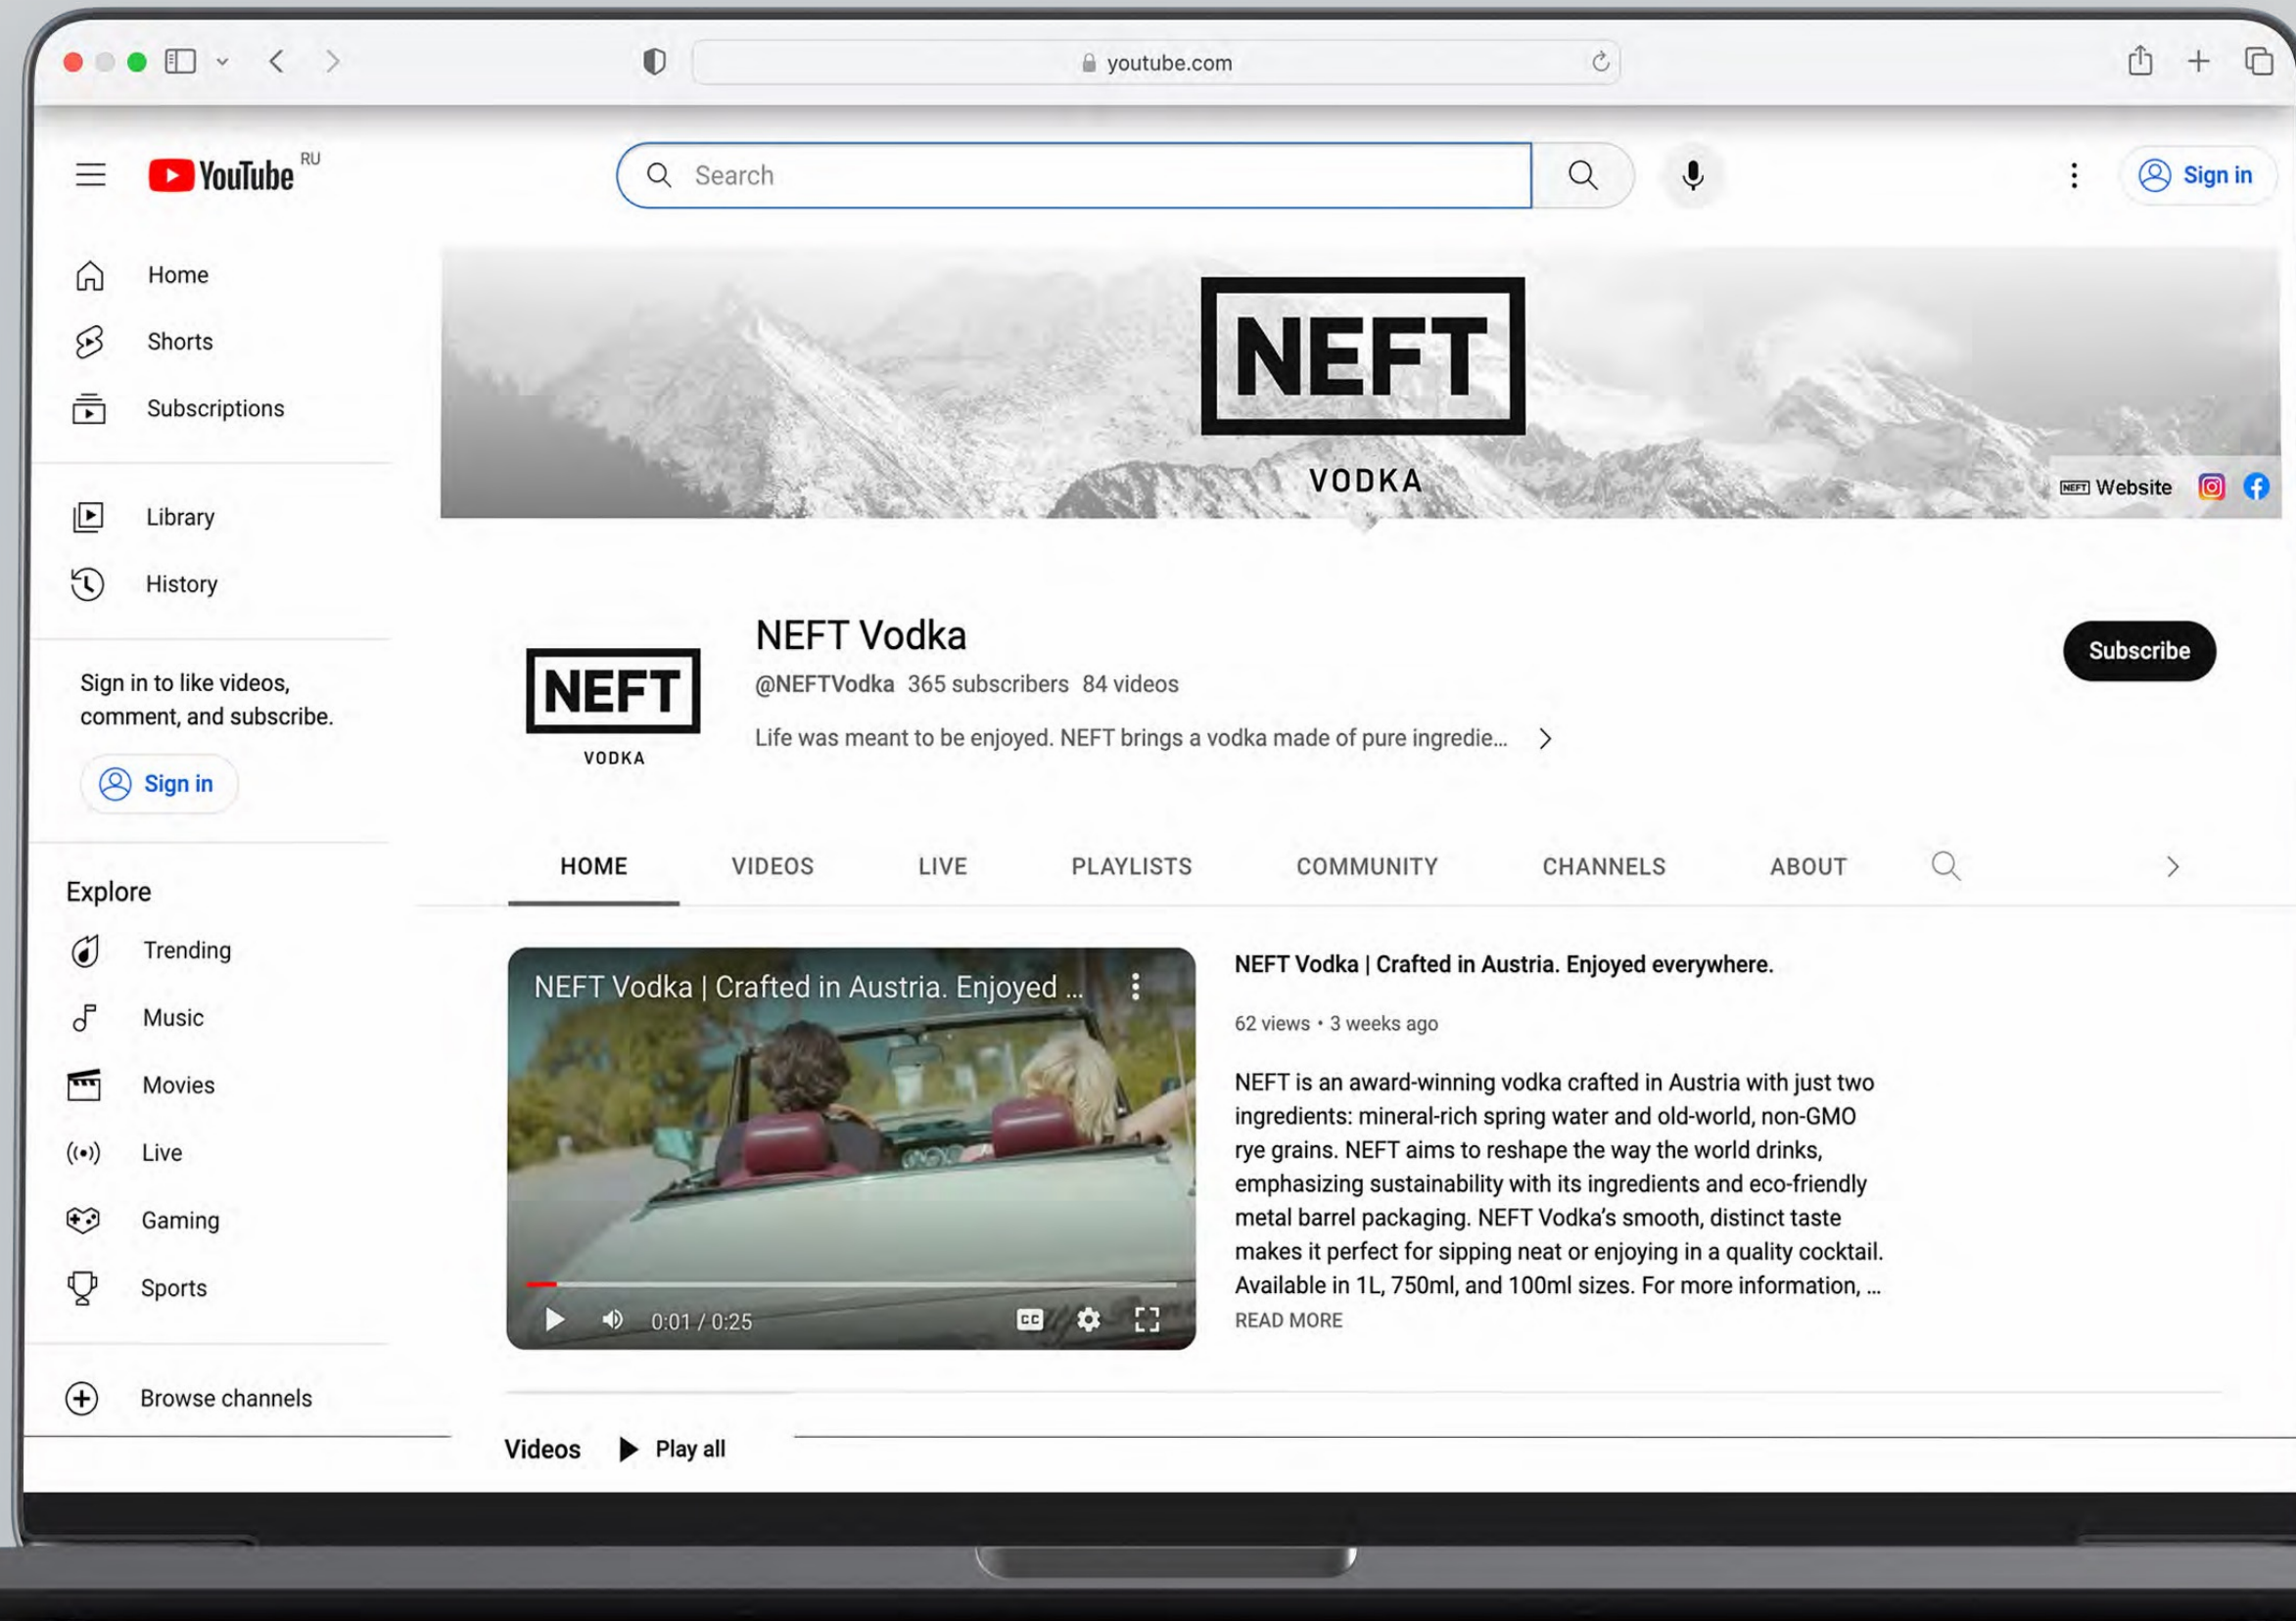 youtube.com
YouTube RU
Search
Sign in
Home
Shorts
Subscriptions
Library
History
Sign in to like videos,
comment, and subscribe.
Sign in
Explore
Trending
Music
Movies
Live
Gaming
Sports
Browse channels
NEFT
VODKA
NEFT Website
NEFT
VODKA
NEFT Vodka
@NEFTVodka 365 subscribers 84 videos
Life was meant to be enjoyed. NEFT brings a vodka made of pure ingredie...
Subscribe
HOME VIDEOS LIVE PLAYLISTS COMMUNITY CHANNELS ABOUT
NEFT Vodka | Crafted in Austria. Enjoyed ...
0:01 / 0:25
CC
NEFT Vodka | Crafted in Austria. Enjoyed everywhere.
62 views • 3 weeks ago
NEFT is an award-winning vodka crafted in Austria with just two
ingredients: mineral-rich spring water and old-world, non-GMO
rye grains. NEFT aims to reshape the way the world drinks,
emphasizing sustainability with its ingredients and eco-friendly
metal barrel packaging. NEFT Vodka's smooth, distinct taste
makes it perfect for sipping neat or enjoying in a quality cocktail.
Available in 1L, 750ml, and 100ml sizes. For more information, ...
READ MORE
Videos Play all